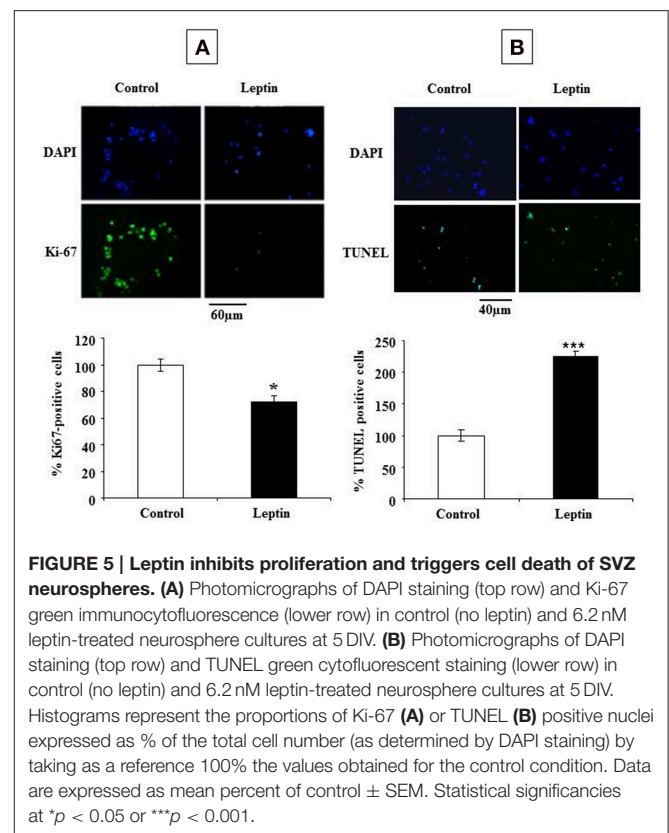 A
B
Control
Leptin
Control
Leptin
DAPI
DAPI
Ki-67
TUNEL
60µm
40µm
% Ki67-positive cells
120
100
80
60
40
20
0
*
Control
Leptin
% TUNEL positive cells
250
200
150
100
50
0
***
Control
Leptin
FIGURE 5 | Leptin inhibits proliferation and triggers cell death of SVZ
neurospheres. (A) Photomicrographs of DAPI staining (top row) and Ki-67
green immunocytofluorescence (lower row) in control (no leptin) and 6.2 nM
leptin-treated neurosphere cultures at 5 DIV. (B) Photomicrographs of DAPI
staining (top row) and TUNEL green cytofluorescent staining (lower row) in
control (no leptin) and 6.2 nM leptin-treated neurosphere cultures at 5 DIV.
Histograms represent the proportions of Ki-67 (A) or TUNEL (B) positive nuclei
expressed as % of the total cell number (as determined by DAPI staining) by
taking as a reference 100% the values obtained for the control condition. Data
are expressed as mean percent of control ± SEM. Statistical significancies
at *p < 0.05 or ***p < 0.001.